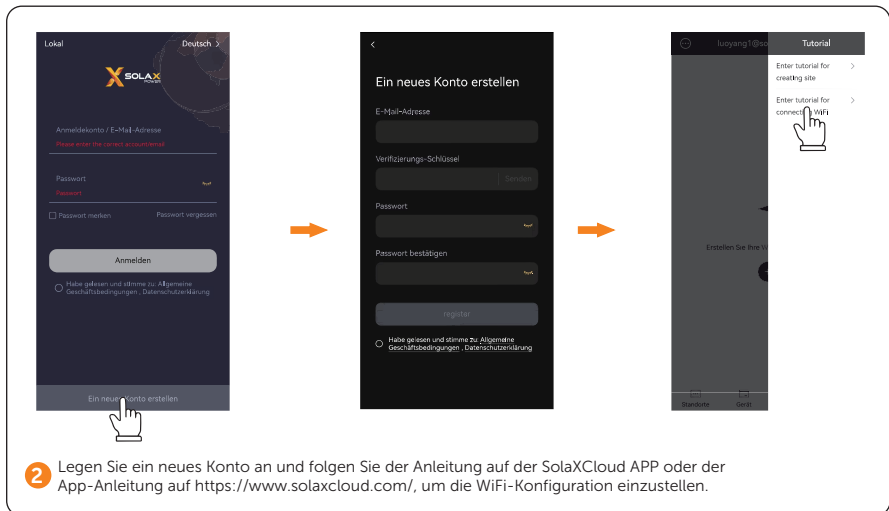 Lokal
Deutsch >
SOLAX
POWER
Anmeldekonto / E-Mail-Adresse
Please enter the correct account/email
Passwort
Passwort
Passwort merken
Passwort vergessen
Anmelden
Habe gelesen und stimme zu: Allgemeine
Geschäftsbedingungen , Datenschutzerklärung
Ein neues Konto erstellen
Ein neues Konto erstellen
E-Mail-Adresse
Verifizierungs-Schlüssel
Senden
Passwort
Passwort bestätigen
registar
Habe gelesen und stimme zu: Allgemeine
Geschäftsbedingungen , Datenschutzerklärung
luoyang1@so
Tutorial
Enter tutorial for
creating site
Enter tutorial for
connecting WiFi
Erstellen Sie Ihre W
Standorte
Gerät
2 Legen Sie ein neues Konto an und folgen Sie der Anleitung auf der SolaXCloud APP oder der
App-Anleitung auf https://www.solaxcloud.com/, um die WiFi-Konfiguration einzustellen.